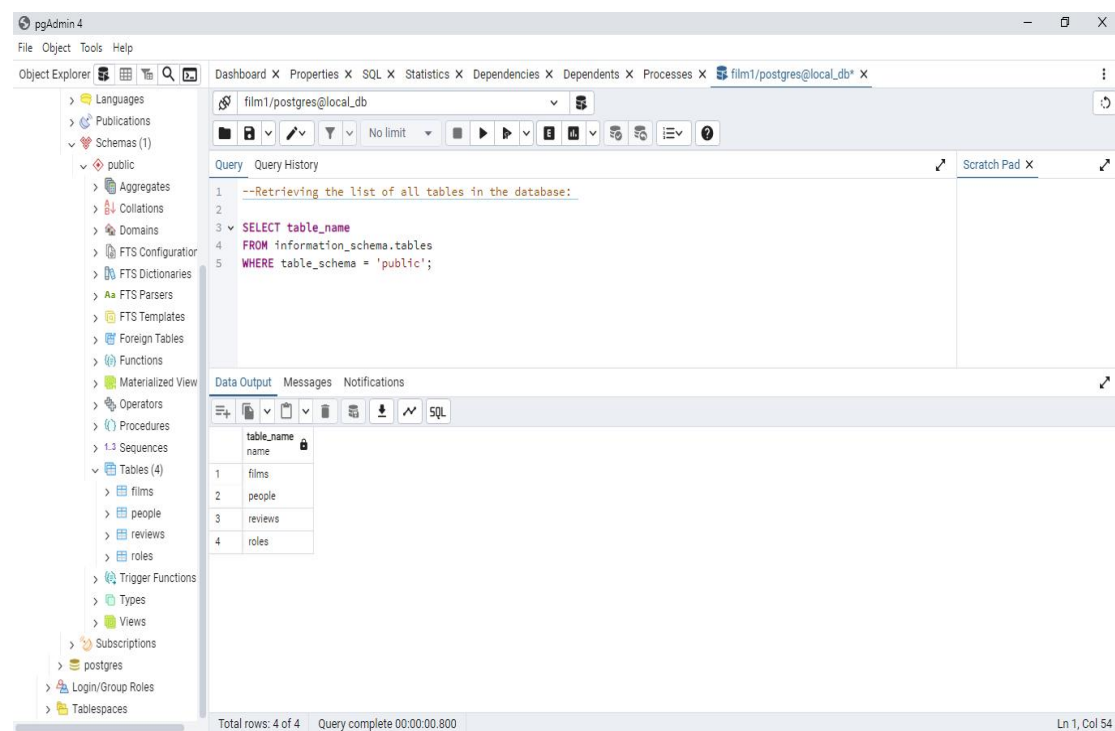 pgAdmin 4
File Object Tools Help
Object Explorer
Dashboard X Properties X SQL X Statistics X Dependencies X Dependents X Processes X film1/postgres@local_db* X
Languages
Publications
Schemas (1)
public
Aggregates
Collations
Domains
FTS Configuration
FTS Dictionaries
Aa FTS Parsers
FTS Templates
Foreign Tables
Functions
Materialized View
Operators
Procedures
1..3 Sequences
Tables (4)
films
people
reviews
roles
Trigger Functions
Types
Views
Subscriptions
postgres
Login/Group Roles
Tablespaces
film1/postgres@local_db
No limit
E
Query Query History
Scratch Pad X
1 --Retrieving the list of all tables in the database:
2
3 SELECT table_name
4 FROM information_schema.tables
5 WHERE table_schema = 'public';
Data Output Messages Notifications
SQL
table_name
name
1 films
2 people
3 reviews
4 roles
Total rows: 4 of 4 Query complete 00:00:00.800 Ln 1, Col 54